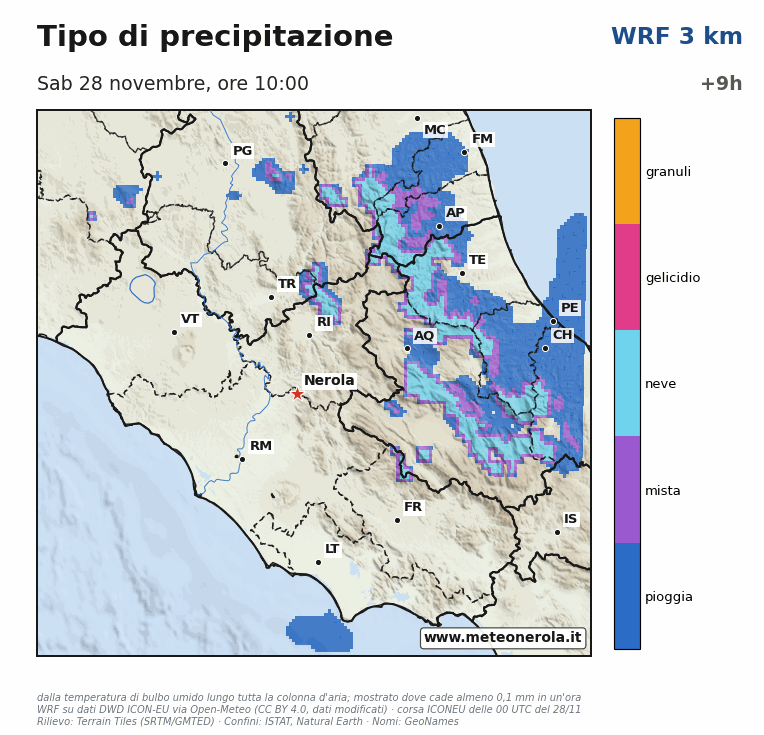 Tipo di precipitazione
WRF 3 km
Sab 28 novembre, ore 10:00
+9h
MC
FM
PG
AP
TE
TR
PE
VT
RI
AQ
CH
Nerola
RM
FR
IS
LT
www.meteonerola.it
granuli
gelicidio
neve
mista
pioggia
dalla temperatura di bulbo umido lungo tutta la colonna d'aria; mostrato dove cade almeno 0,1 mm in un'ora
WRF su dati DWD ICON-EU via Open-Meteo (CC BY 4.0, dati modificati) · corsa ICONEU delle 00 UTC del 28/11
Rilievo: Terrain Tiles (SRTM/GMTED) · Confini: ISTAT, Natural Earth · Nomi: GeoNames